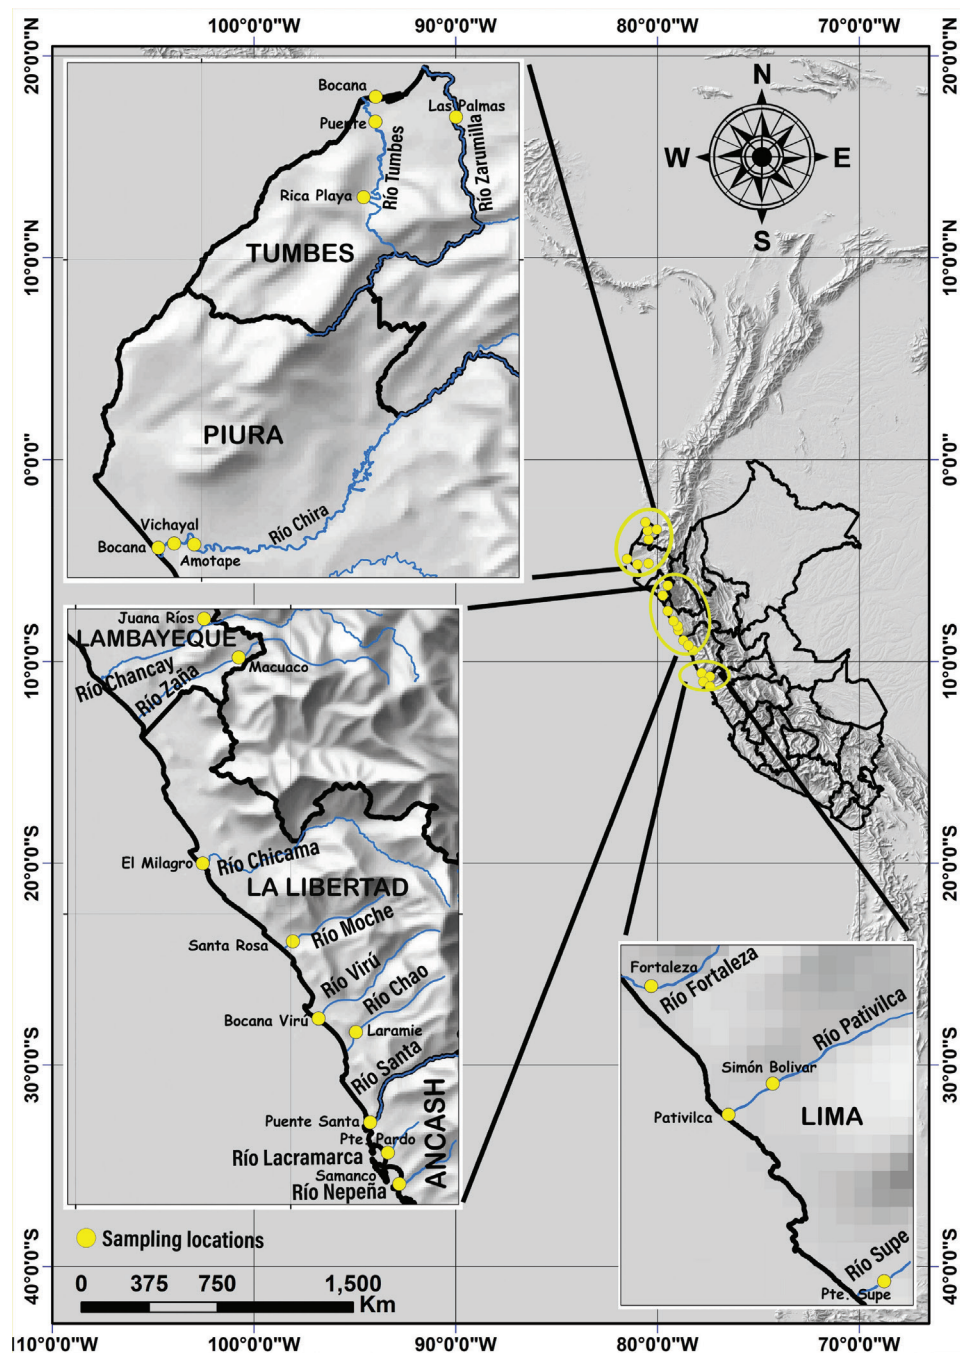 100°0'0"W 90°0'0"W 80°0'0"W 70°0'0"W
20°0'0"N
10°0'0"N
0°0'0"
10°0'0"S
20°0'0"S
30°0'0"S
40°0'0"S
N
W E
S
Bocana
Las Palmas
Puente
Río Tumbes
Río Zarumilla
Rica Playa
TUMBES
PIURA
Río Chira
Vichayal
Bocana
Amotape
Juana Ríos
LAMBAYEQUE
Macuaco
Río Chancay
Río Zaña
El Milagro
Río Chicama
LA LIBERTAD
Santa Rosa
Río Moche
Río Virú
Río Chao
Bocana Virú
Laramie
Río Santa
Puente Santa
Pte. Pardo
Río Lacramarca
ANCASH
Samanco
Río Nepeña
Fortaleza
Río Fortaleza
Río Pativilca
Simón Bolivar
Pativilca
LIMA
Río Supe
Pte. Supe
Sampling locations
0 375 750 1,500
Km
20°0'0"N
10°0'0"N
0°0'0"
10°0'0"S
20°0'0"S
30°0'0"S
40°0'0"S
110°0'0"W 100°0'0"W 90°0'0"W 80°0'0"W 70°0'0"W